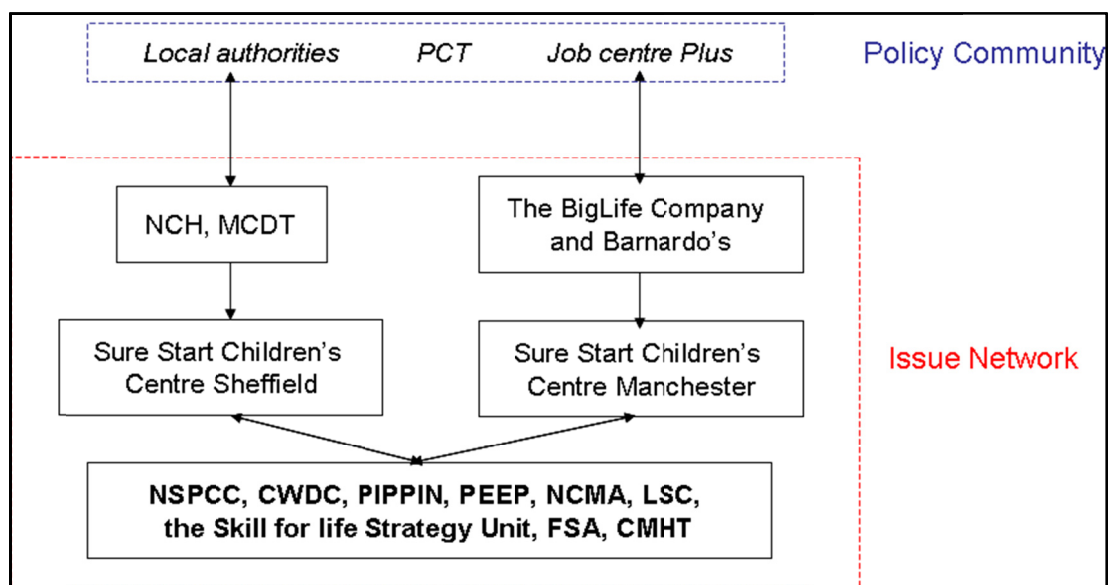 Local authorities PCT Job centre Plus Policy Community
NCH, MCDT
The BigLife Company
and Barnardo's
Sure Start Children's
Centre Sheffield
Sure Start Children's
Centre Manchester
Issue Network
NSPCC, CWDC, PIPPIN, PEEP, NCMA, LSC,
the Skill for life Strategy Unit, FSA, CMHT